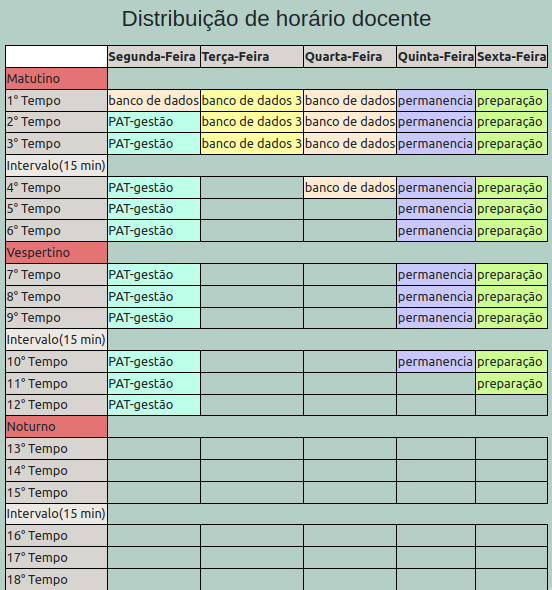 Distribuição de horário docente
Segunda-Feira Terça-Feira Quarta-Feira Quinta-Feira Sexta-Feira
Matutino
1° Tempo banco de dados banco de dados 3 banco de dados permanencia preparação
2° Tempo PAT-gestão banco de dados 3 banco de dados permanencia preparação
3° Tempo PAT-gestão banco de dados 3 banco de dados permanencia preparação
Intervalo(15 min)
4° Tempo PAT-gestão banco de dados permanencia preparação
5° Tempo PAT-gestão permanencia preparação
6° Tempo PAT-gestão permanencia preparação
Vespertino
7° Tempo PAT-gestão permanencia preparação
8° Tempo PAT-gestão permanencia preparação
9° Tempo PAT-gestão permanencia preparação
Intervalo(15 min)
10° Tempo PAT-gestão permanencia preparação
11° Tempo PAT-gestão preparação
12° Tempo PAT-gestão
Noturno
13° Tempo
14° Tempo
15° Tempo
Intervalo(15 min)
16° Tempo
17° Tempo
18° Tempo